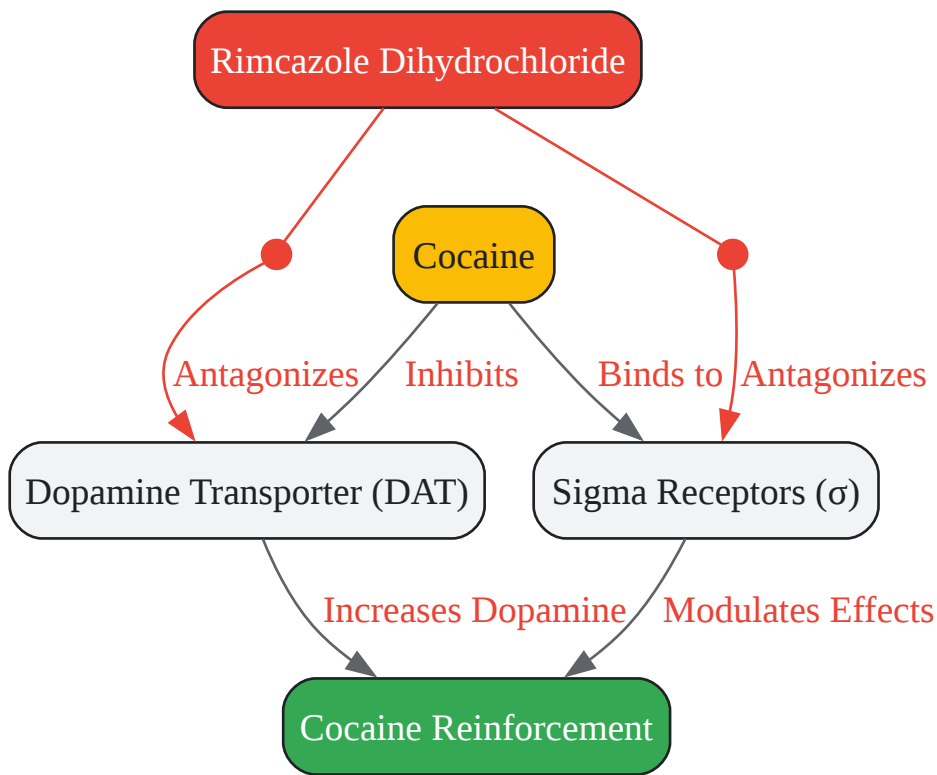 Rimcazole Dihydrochloride
Cocaine
Antagonizes
Inhibits
Binds to
Antagonizes
Dopamine Transporter (DAT)
Sigma Receptors (σ)
Increases Dopamine
Modulates Effects
Cocaine Reinforcement